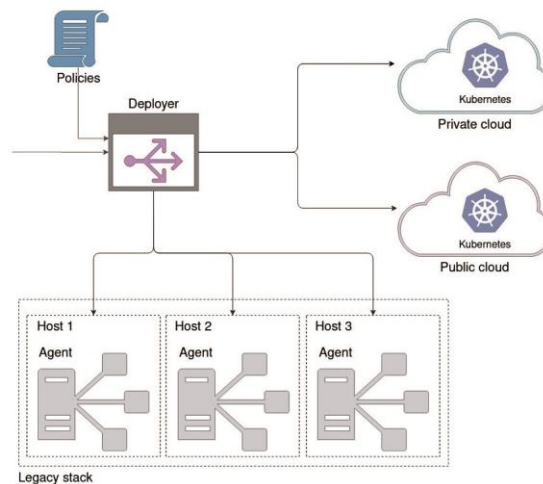 Policies
Deployer
Kubernetes
Private cloud
Kubernetes
Public cloud
Host 1
Host 2
Host 3
Agent
Agent
Agent
Legacy stack